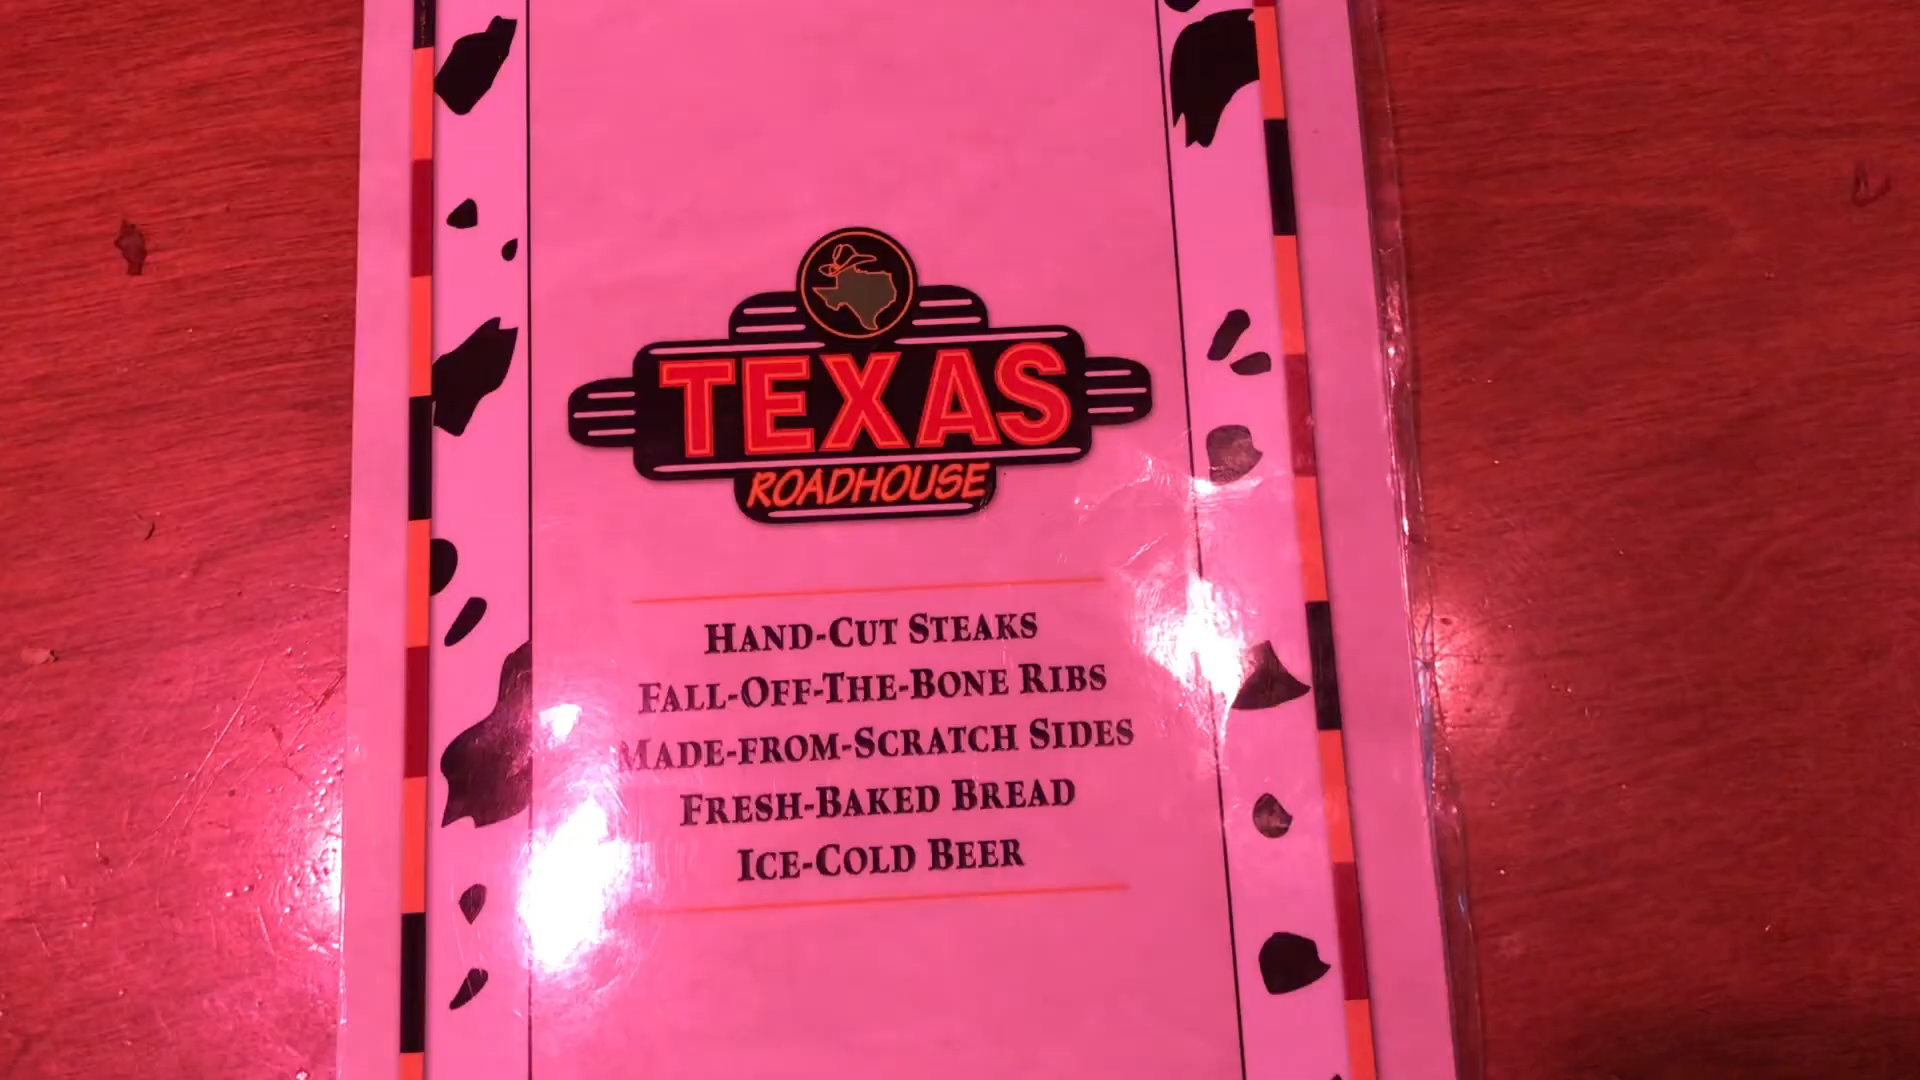 TEXAS
ROADHOUSE
HAND-CUT STEAKS
FALL-OFF-THE-BONE RIBS
MADE-FROM-SCRATCH SIDES
FRESH-BAKED BREAD
ICE-COLD BEER